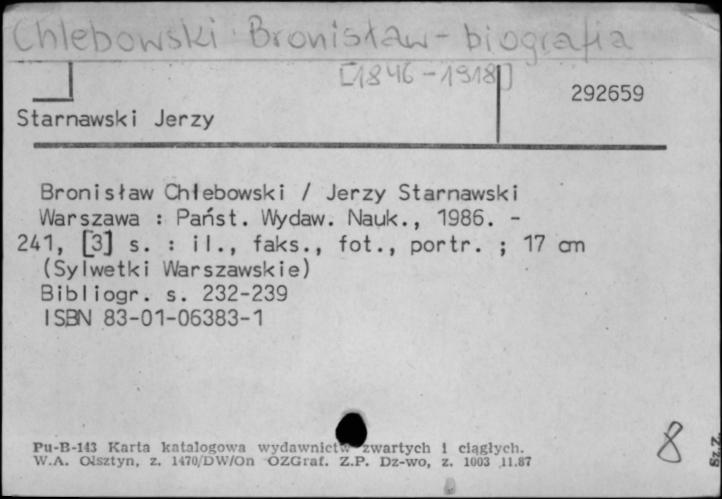 Chlebowski Bronisław - biografia
[1846-1918]
292659
Starnawski Jerzy
Bronisław Chlebowski / Jerzy Starnawski
Warszawa : Państ. Wydaw. Nauk., 1986. -
241, [3] s. : il., faks., fot., portr. ; 17 cm
(Sylwetki Warszawskie)
Bibliogr. s. 232-239
ISBN 83-01-06383-1
Pu-B-143 Karta katalogowa wydawnictw zwartych i ciągłych.
W.A. Olsztyn, z. 1470/DW/On OZGraf. Z.P. Dz-wo, z. 1003 11.87
8